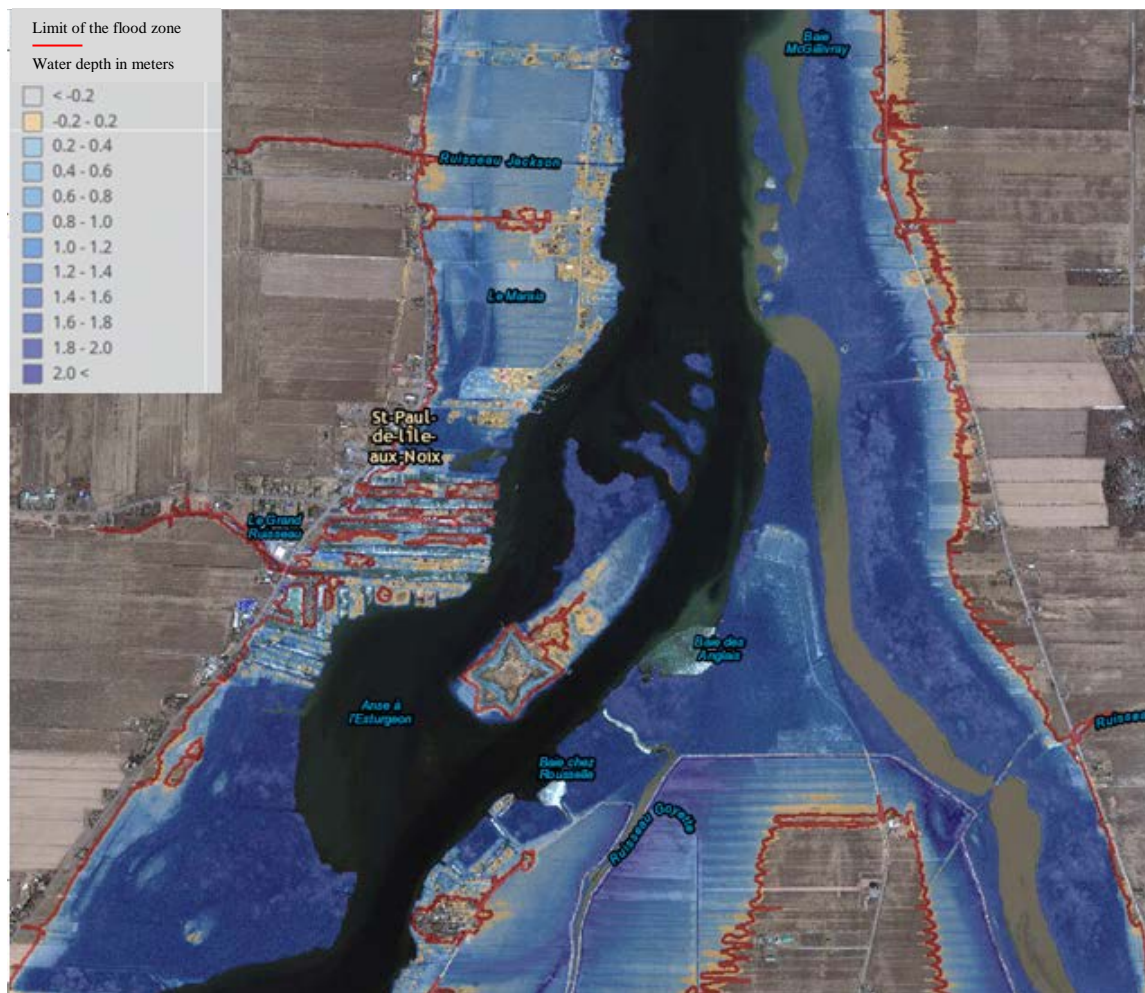 Limit of the flood zone
Water depth in meters
< -0.2
-0.2 - 0.2
0.2 - 0.4
0.4 - 0.6
0.6 - 0.8
0.8 - 1.0
1.0 - 1.2
1.2 - 1.4
1.4 - 1.6
1.6 - 1.8
1.8 - 2.0
2.0 <
Baie
McGillivray
Ruisseau Jackson
Le Marais
St-Paul-
de-l'Île-
aux-Noix
Le Grand
Ruisseau
Baie des
Anglais
Anse à
l'Esturgeon
Ruisseau
Baie chez
Rousselle
Ruisseau Goyette